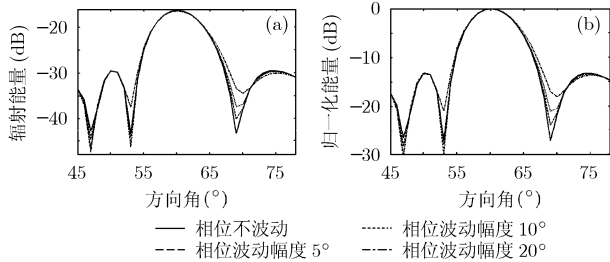 (a)
(b)
−20
−30
−40
辐射能量 (dB)
45 55 65 75
方向角(°)
0
−10
−20
−30
归一化能量 (dB)
45 55 65 75
方向角(°)
相位不波动
相位波动幅度 5°
相位波动幅度 10°
相位波动幅度 20°